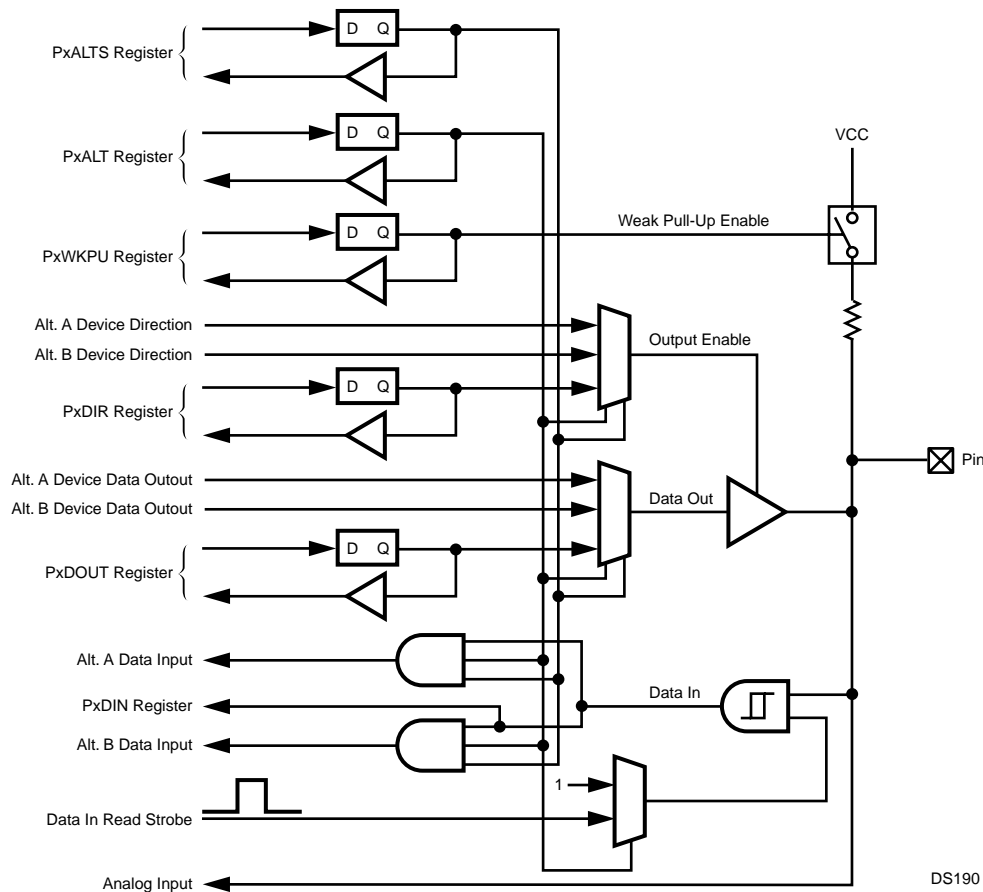 D Q
PxALTS Register
D Q
PxALT Register
VCC
D Q
Weak Pull-Up Enable
PxWKPU Register
Alt. A Device Direction
Output Enable
Alt. B Device Direction
D Q
PxDIR Register
Pin
Alt. A Device Data Outout
Data Out
Alt. B Device Data Outout
D Q
PxDOUT Register
Alt. A Data Input
Data In
PxDIN Register
Alt. B Data Input
1
Data In Read Strobe
Analog Input
DS190